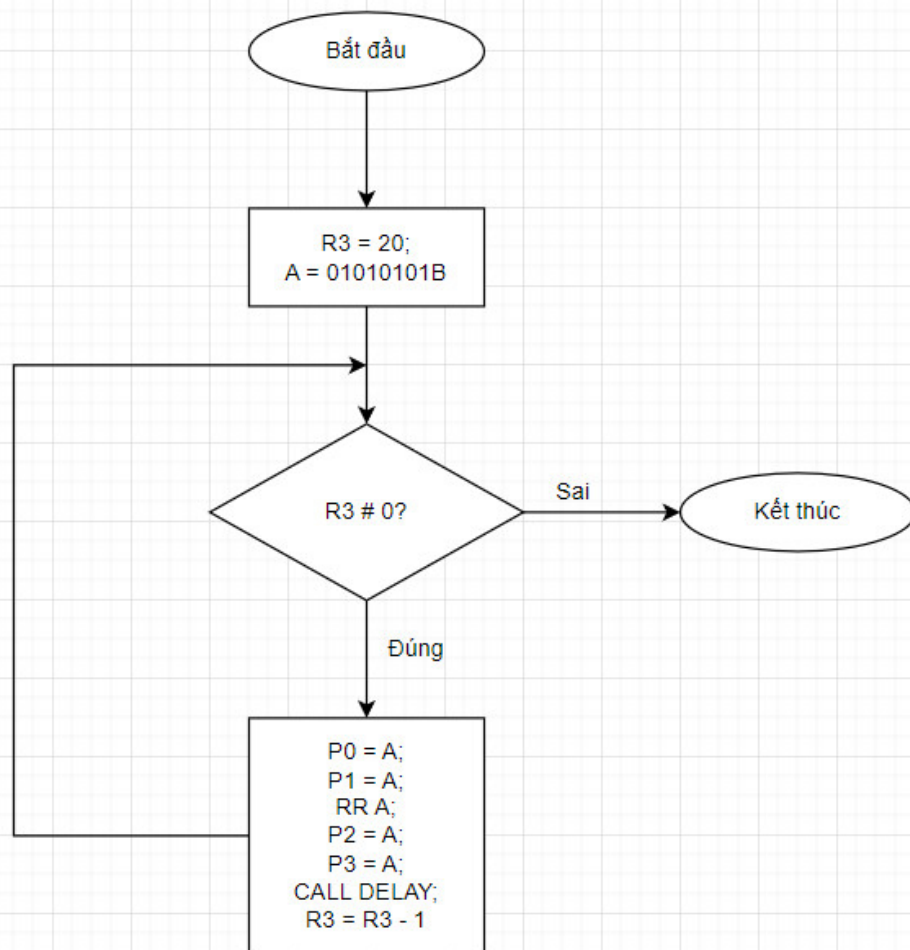 Bắt đầu
R3 = 20;
A = 01010101B
R3 # 0?
Sai
Kết thúc
Đúng
P0 = A;
P1 = A;
RR A;
P2 = A;
P3 = A;
CALL DELAY;
R3 = R3 - 1